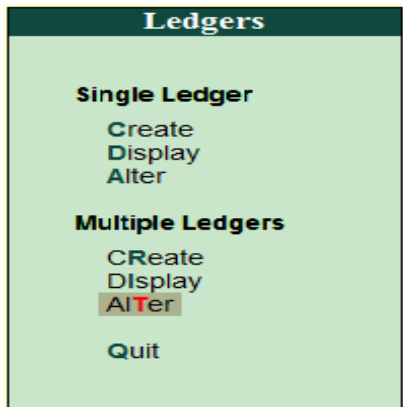 Ledgers
Single Ledger
Create
Display
Alter
Multiple Ledgers
CReate
DIsplay
AlTer
Quit